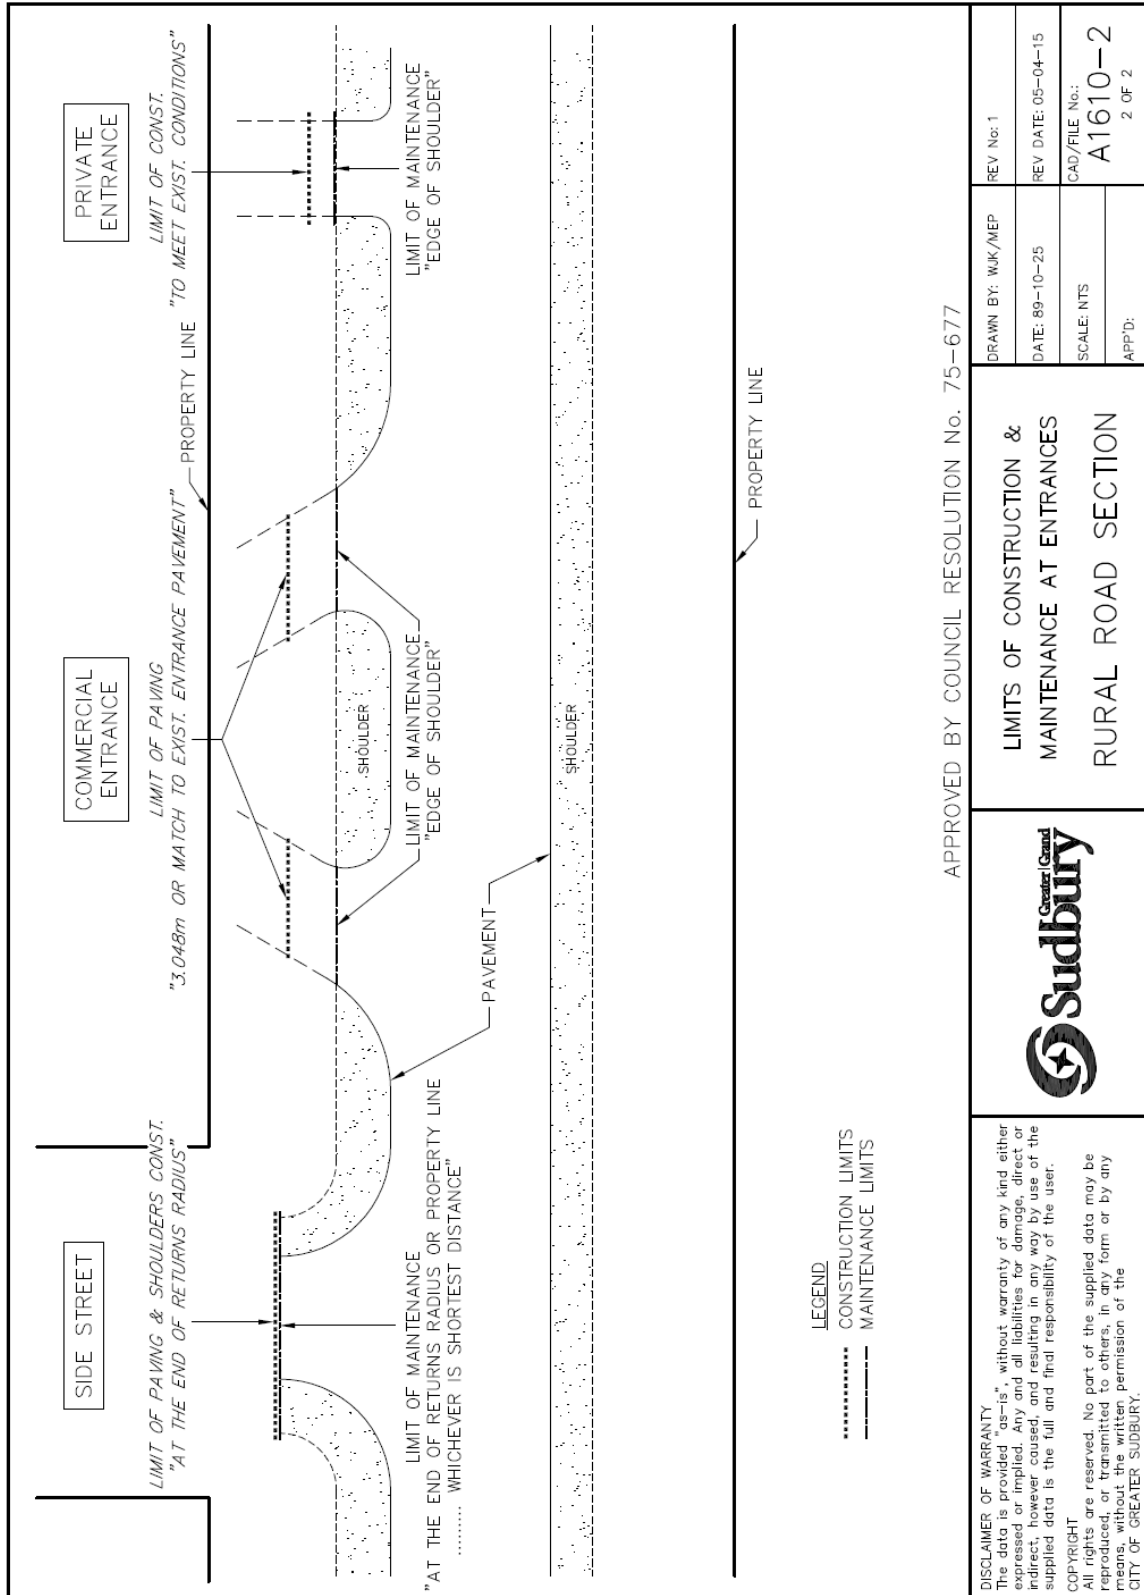 SIDE STREET
LIMIT OF PAVING & SHOULDERS CONST.
"AT THE END OF RETURNS RADIUS"
COMMERCIAL
ENTRANCE
LIMIT OF PAVING
"3.048m OR MATCH TO EXIST. ENTRANCE PAVEMENT"
PROPERTY LINE
PRIVATE
ENTRANCE
LIMIT OF CONST.
"TO MEET EXIST. CONDITIONS"
LIMIT OF MAINTENANCE
"AT THE END OF RETURNS RADIUS OR PROPERTY LINE
........ WHICHEVER IS SHORTEST DISTANCE"
SHOULDER
LIMIT OF MAINTENANCE
"EDGE OF SHOULDER"
LIMIT OF MAINTENANCE
"EDGE OF SHOULDER"
PAVEMENT
SHOULDER
PROPERTY LINE
LEGEND
CONSTRUCTION LIMITS
MAINTENANCE LIMITS
APPROVED BY COUNCIL RESOLUTION No. 75-677
DISCLAIMER OF WARRANTY
The data is provided "as-is", without warranty of any kind either
expressed or implied. Any and all liabilities for damage, direct or
indirect, however caused, and resulting in any way by use of the
supplied data is the full and final responsibility of the user.
COPYRIGHT
All rights are reserved. No part of the supplied data may be
reproduced, or transmitted to others, in any form or by any
means, without the written permission of the
CITY OF GREATER SUDBURY.
Greater | Grand
Sudbury
LIMITS OF CONSTRUCTION &
MAINTENANCE AT ENTRANCES
RURAL ROAD SECTION
DRAWN BY: WJK/MEP
REV No: 1
DATE: 89-10-25
REV DATE: 05-04-15
SCALE: NTS
CAD/FILE No.:
A1610-2
APP'D:
2 OF 2